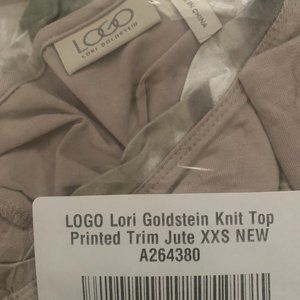 LOGO
LORI GOLDSTEIN
IN CHINA
LOGO Lori Goldstein Knit Top
Printed Trim Jute XXS NEW
A264380